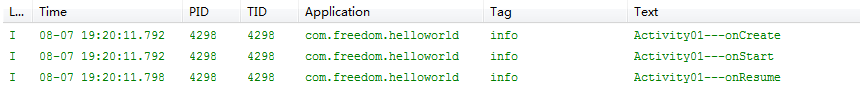 L... Time PID TID Application Tag Text
I 08-07 19:20:11.792 4298 4298 com.freedom.helloworld info Activity01---onCreate
I 08-07 19:20:11.792 4298 4298 com.freedom.helloworld info Activity01---onStart
I 08-07 19:20:11.798 4298 4298 com.freedom.helloworld info Activity01---onResume